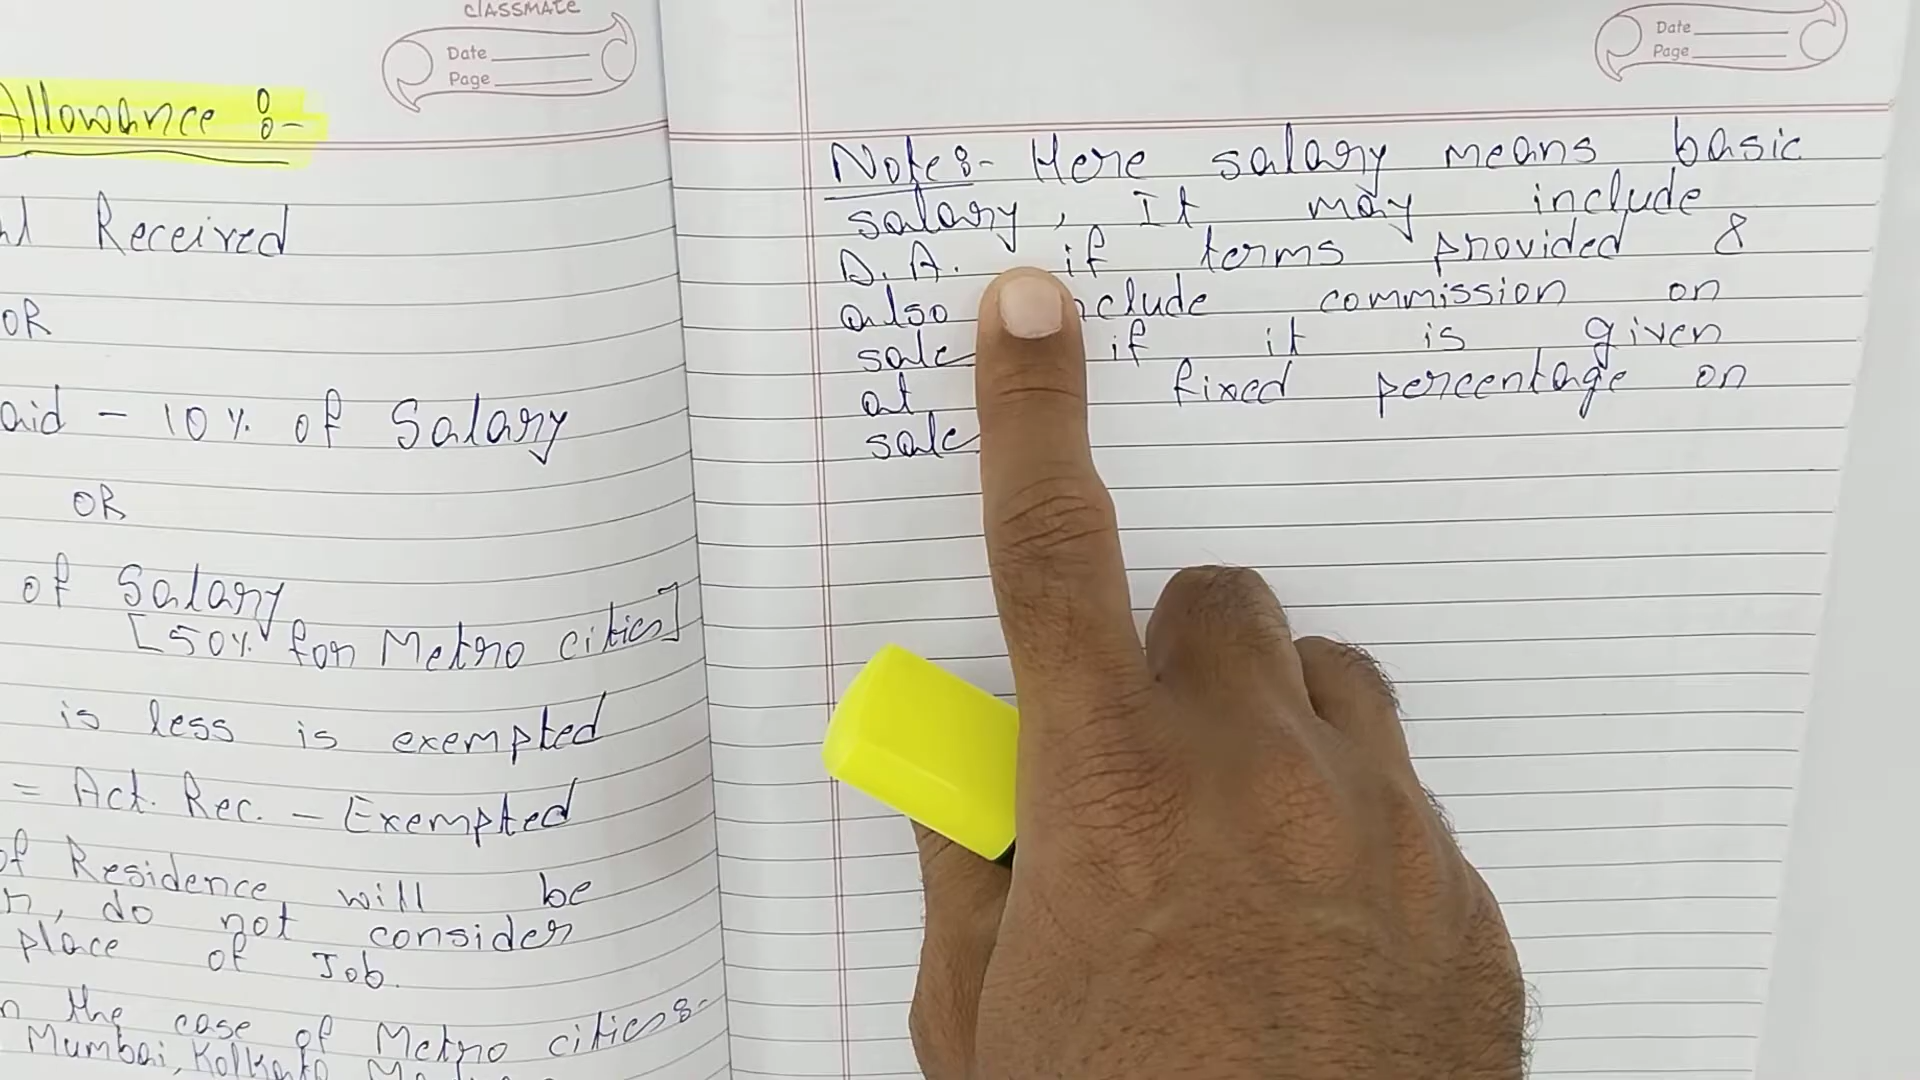 CLASSMATE
Date
Page
Allowance :-
Received
OR
- 10% of Salary
OR
of Salary
[50% for Metro cities]
is less is exempted
= Act. Rec. - Exempted
of Residence will be
do not consider
place of Job.
the case of Metro cities :-
Mumbai, Kolkata
Date
Page
Note :- Here salary means basic
salary, It may include
D.A. if terms provided &
also include commission on
sale if it is given
at fixed percentage on
sale